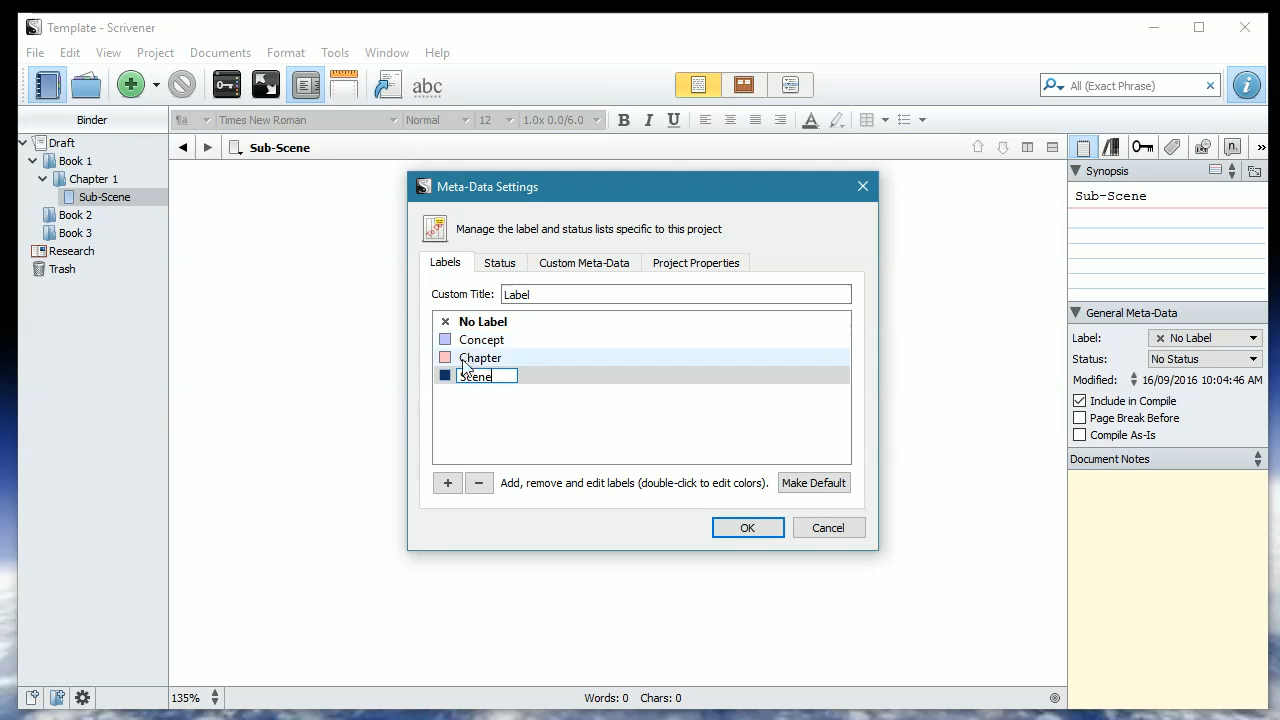 Template - Scrivener
File Edit View Project Documents Format Tools Window Help
abc
All (Exact Phrase)
Binder
¶a Times New Roman Normal 12 1.0x 0.0/6.0 B I U A
Draft
Book 1
Chapter 1
Sub-Scene
Book 2
Book 3
Research
Trash
Sub-Scene
Meta-Data Settings
Manage the label and status lists specific to this project
Labels Status Custom Meta-Data Project Properties
Custom Title: Label
No Label
Concept
Chapter
Scene
+ − Add, remove and edit labels (double-click to edit colors). Make Default
OK Cancel
n. »
Synopsis
Sub-Scene
General Meta-Data
Label: No Label
Status: No Status
Modified: 16/09/2016 10:04:46 AM
Include in Compile
Page Break Before
Compile As-Is
Document Notes
135% Words: 0 Chars: 0